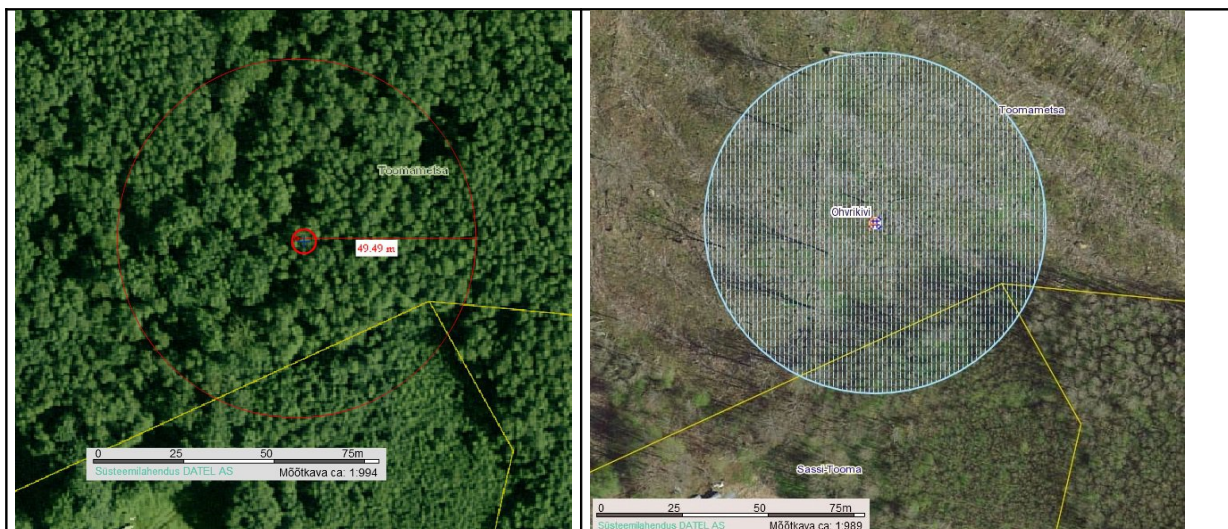 Toomametsa
49.49 m
0 25 50 75m
Süsteemilahendus DATEL AS Mõõtkava ca: 1:994
Toomametsa
Ohvrikivi
Sassi-Tooma
0 25 50 75m
Süsteemilahendus DATEL AS Mõõtkava ca: 1:989